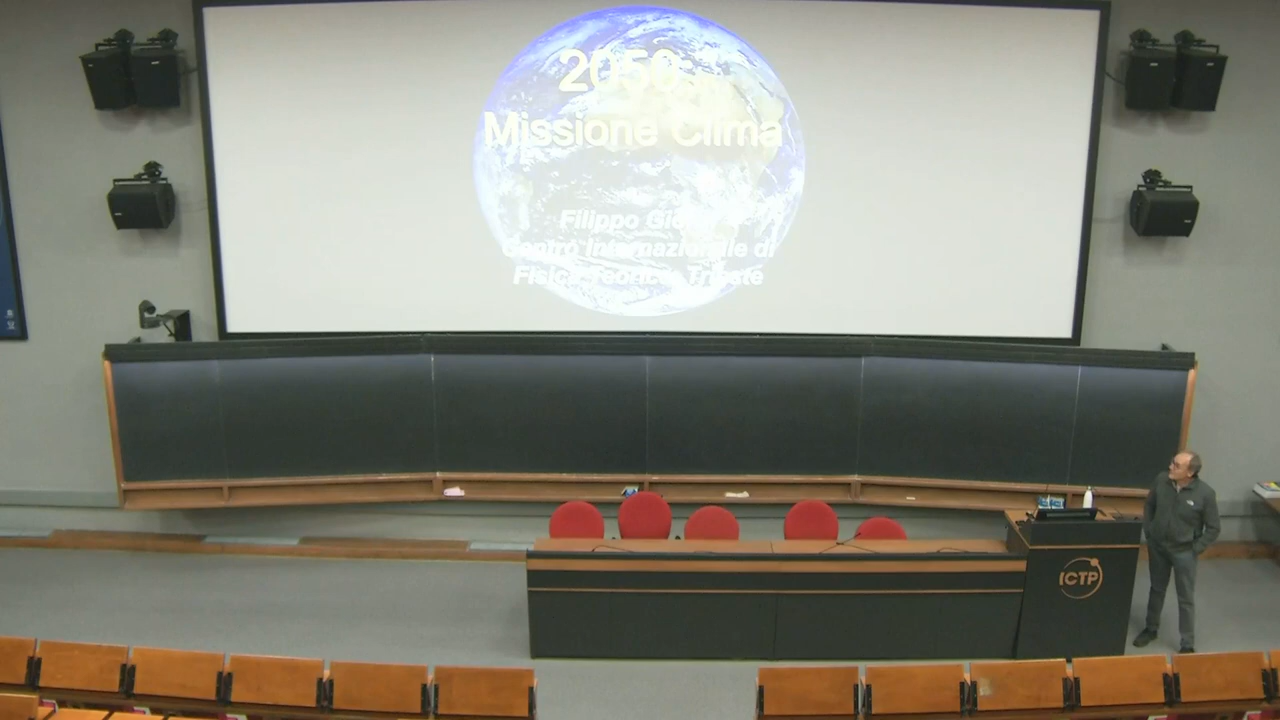 2050:
Missione Clima
Filippo
Centro Internazionale di
Fisica Teorica Trieste
ICTP